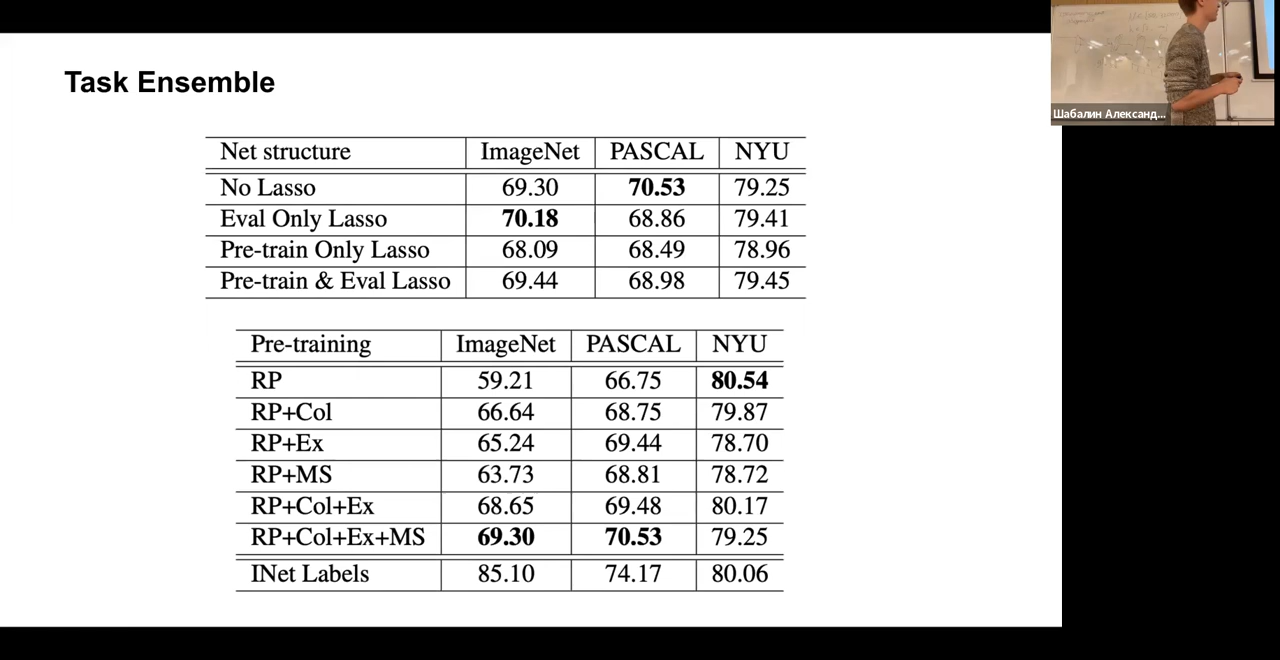 Task Ensemble
Net structure ImageNet PASCAL NYU
No Lasso 69.30 70.53 79.25
Eval Only Lasso 70.18 68.86 79.41
Pre-train Only Lasso 68.09 68.49 78.96
Pre-train & Eval Lasso 69.44 68.98 79.45
Pre-training ImageNet PASCAL NYU
RP 59.21 66.75 80.54
RP+Col 66.64 68.75 79.87
RP+Ex 65.24 69.44 78.70
RP+MS 63.73 68.81 78.72
RP+Col+Ex 68.65 69.48 80.17
RP+Col+Ex+MS 69.30 70.53 79.25
INet Labels 85.10 74.17 80.06
Шабалин Александ...